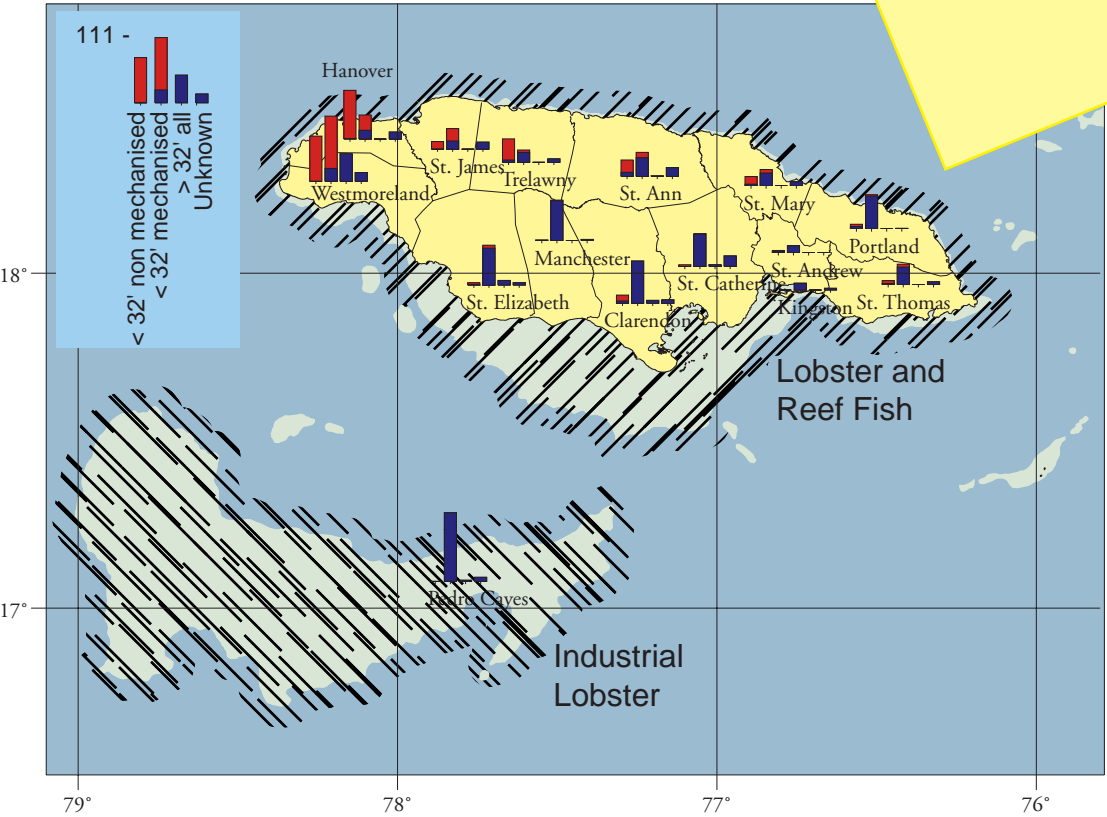 111 -
< 32' non mechanised
< 32' mechanised
> 32' all
Unknown
Hanover
St. James
Trelawny
Westmoreland
St. Ann
St. Mary
Portland
Manchester
St. Andrew
St. Catherine
St. Elizabeth
Clarendon
Kingston
St. Thomas
Lobster and
Reef Fish
Pedro Cayes
Industrial
Lobster
18°
17°
79°
78°
77°
76°